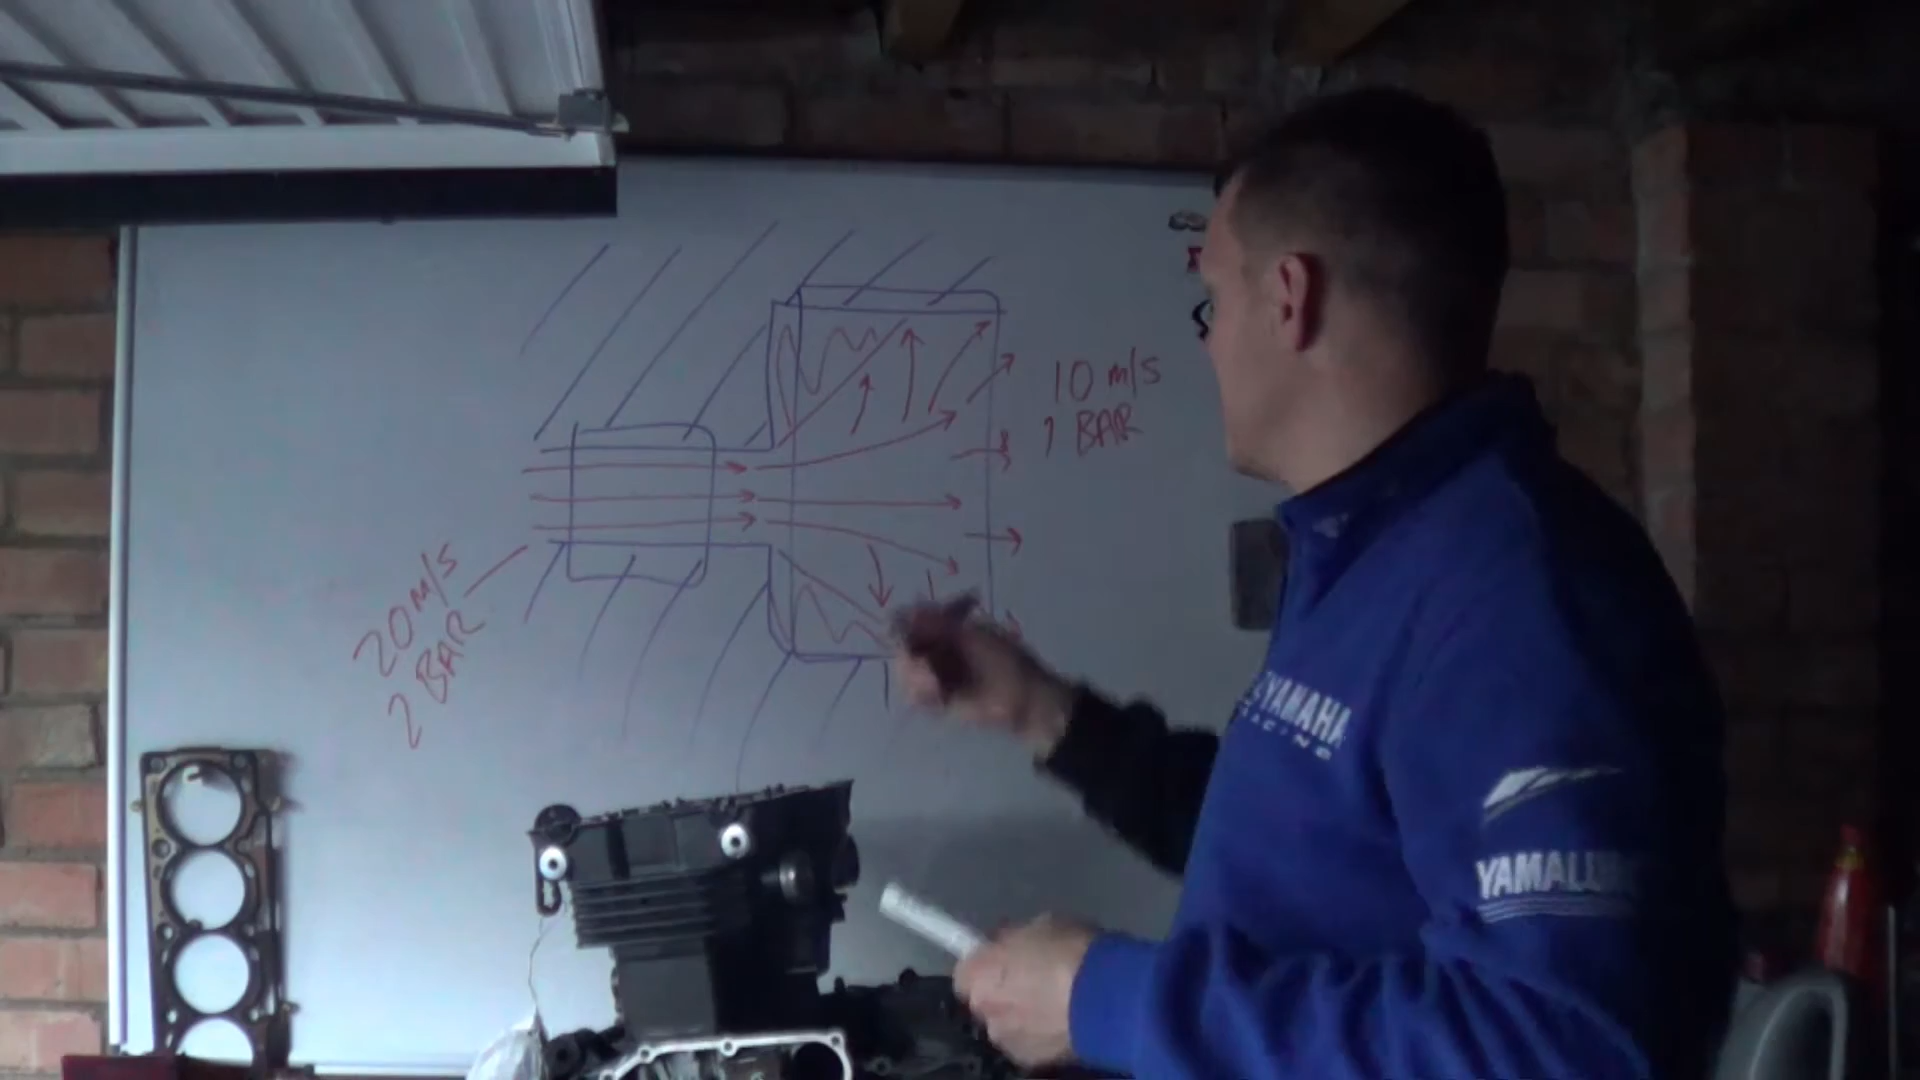 10 m/s
1 BAR
20 m/s
2 BAR
YAMAHA
RACING
YAMALUBE